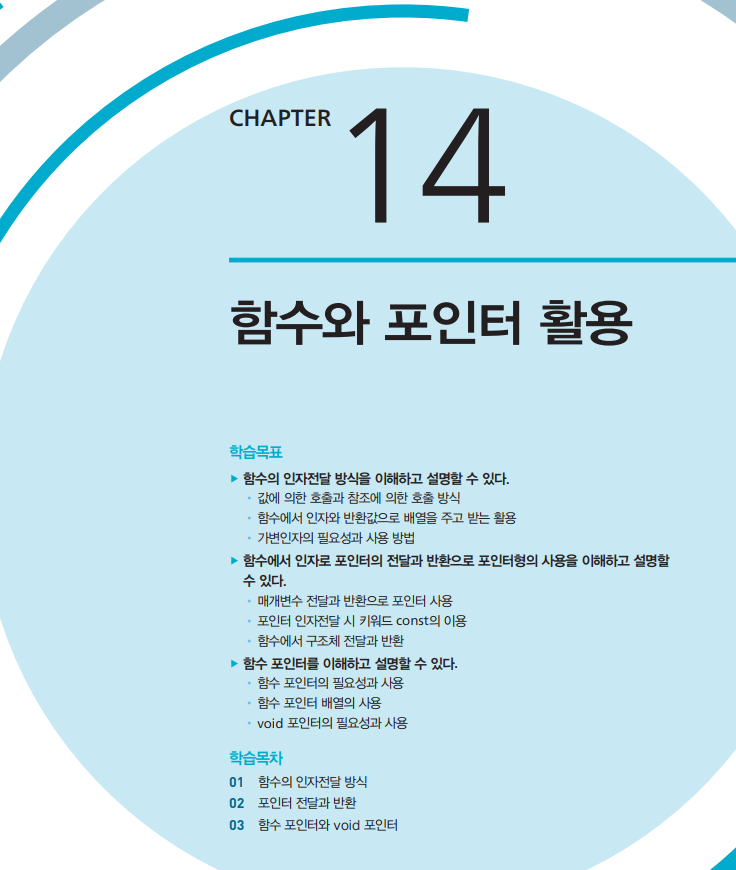 CHAPTER 14
함수와 포인터 활용
학습목표
▶ 함수의 인자전달 방식을 이해하고 설명할 수 있다.
• 값에 의한 호출과 참조에 의한 호출 방식
• 함수에서 인자와 반환값으로 배열을 주고 받는 활용
• 가변인자의 필요성과 사용 방법
▶ 함수에서 인자로 포인터의 전달과 반환으로 포인터형의 사용을 이해하고 설명할
수 있다.
• 매개변수 전달과 반환으로 포인터 사용
• 포인터 인자전달 시 키워드 const의 이용
• 함수에서 구조체 전달과 반환
▶ 함수 포인터를 이해하고 설명할 수 있다.
• 함수 포인터의 필요성과 사용
• 함수 포인터 배열의 사용
• void 포인터의 필요성과 사용
학습목차
01 함수의 인자전달 방식
02 포인터 전달과 반환
03 함수 포인터와 void 포인터